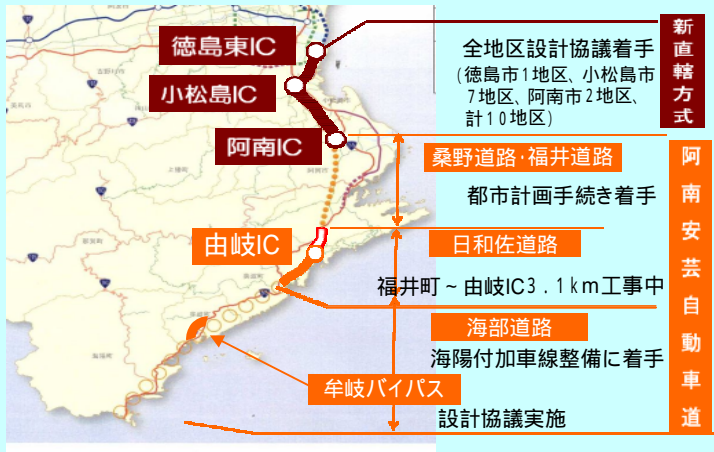 徳島東IC
小松島IC
阿南IC
由岐IC
新直轄方式
全地区設計協議着手
(徳島市1地区、小松島市
7地区、阿南市2地区、
計10地区)
阿南安芸自動車道
桑野道路・福井道路
都市計画手続き着手
日和佐道路
福井町~由岐IC3.1km工事中
海部道路
海陽付加車線整備に着手
牟岐バイパス
設計協議実施